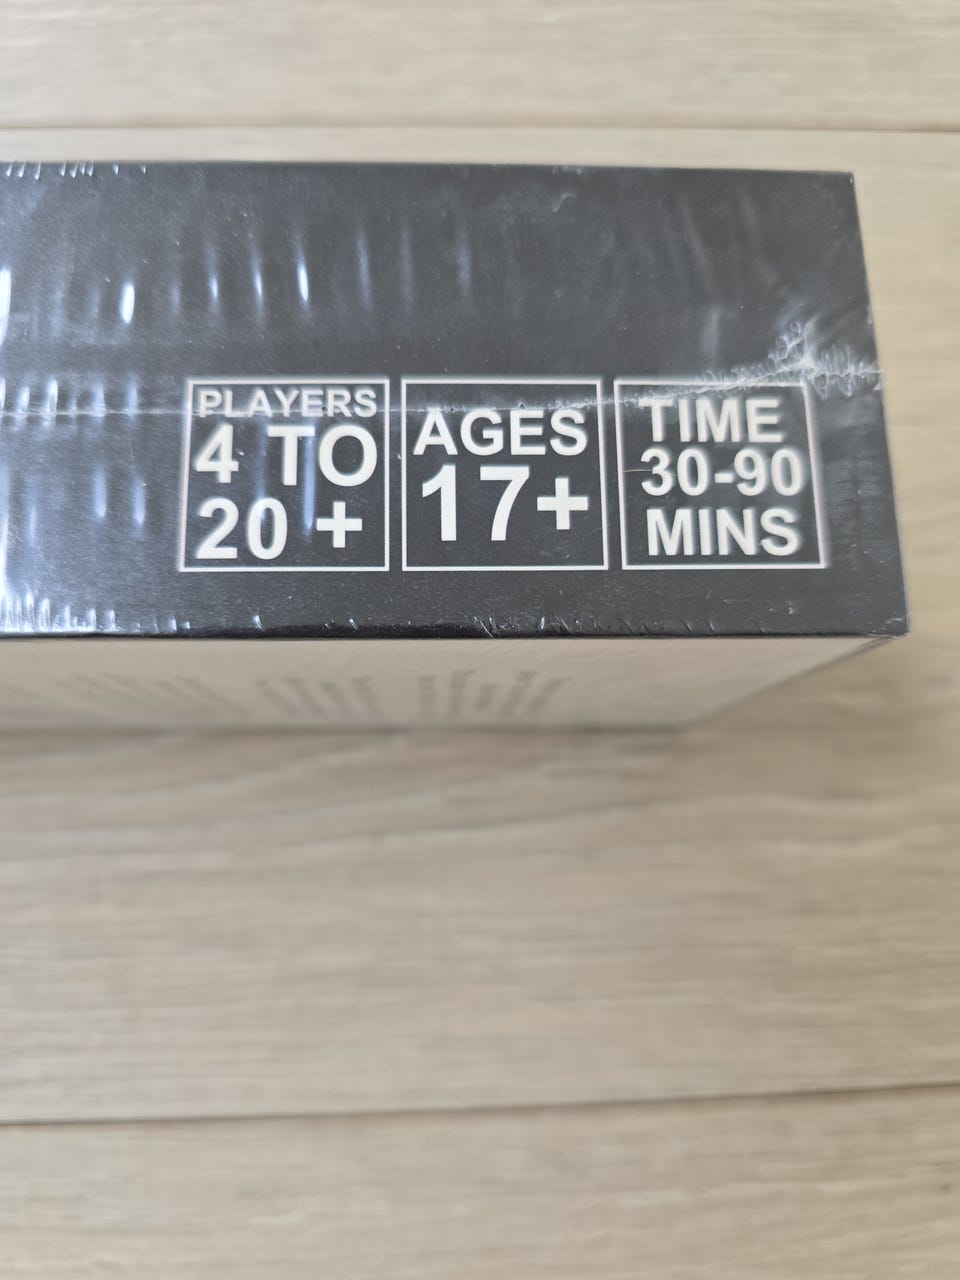 PLAYERS
4 TO
20 +
AGES
17+
TIME
30-90
MINS